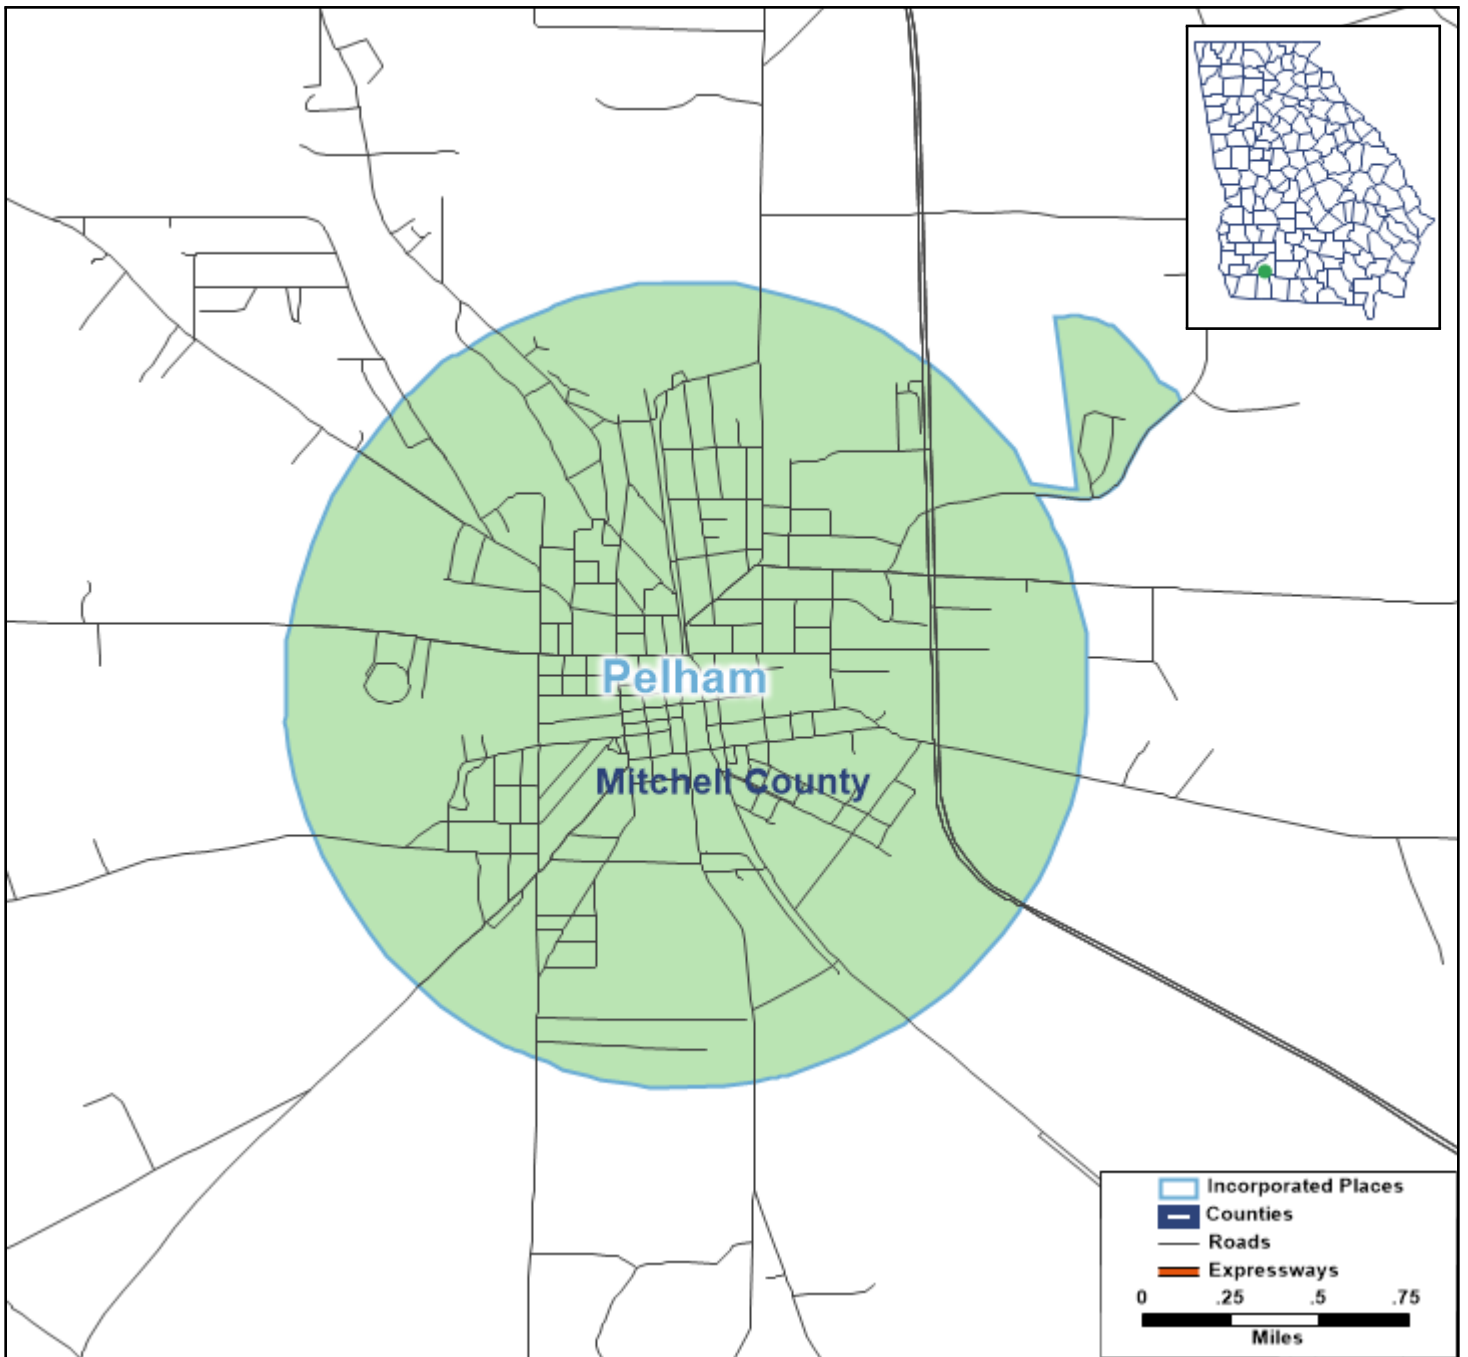 Pelham
Mitchell County
Incorporated Places
Counties
Roads
Expressways
0 .25 .5 .75
Miles